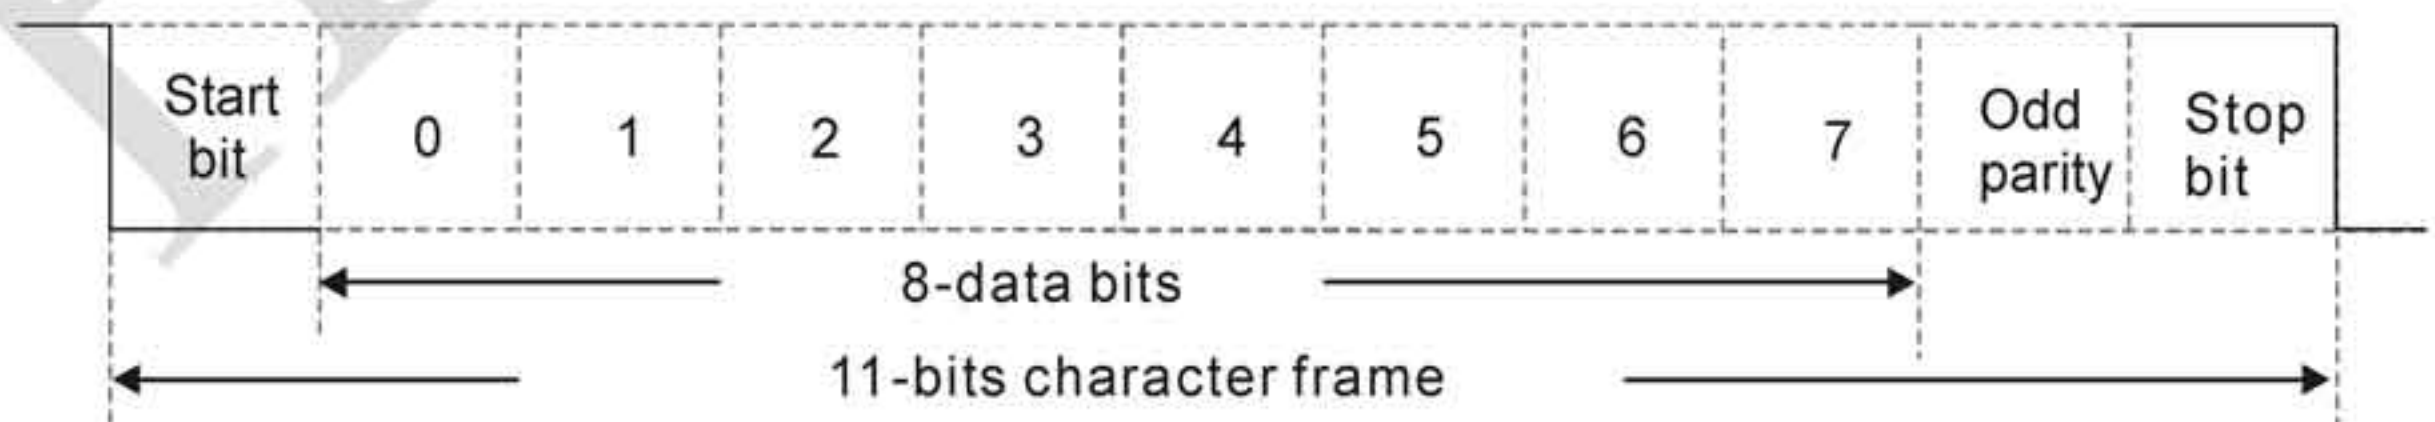 Start bit
0
1
2
3
4
5
6
7
Odd parity
Stop bit
8-data bits
11-bits character frame